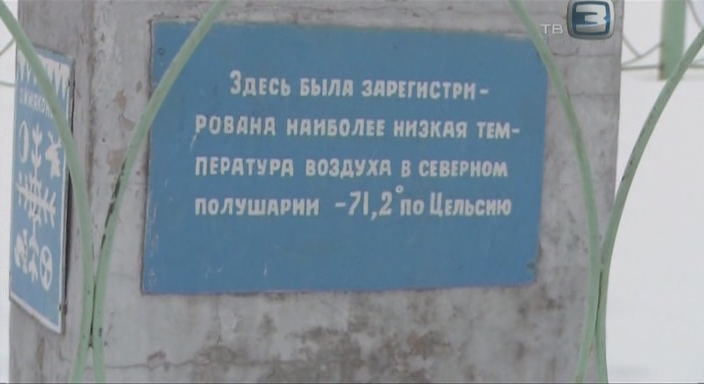 ТВ 3
Здесь была зарегистри-
рована наиболее низкая тем-
пература воздуха в северном
полушарии -71,2° по Цельсию